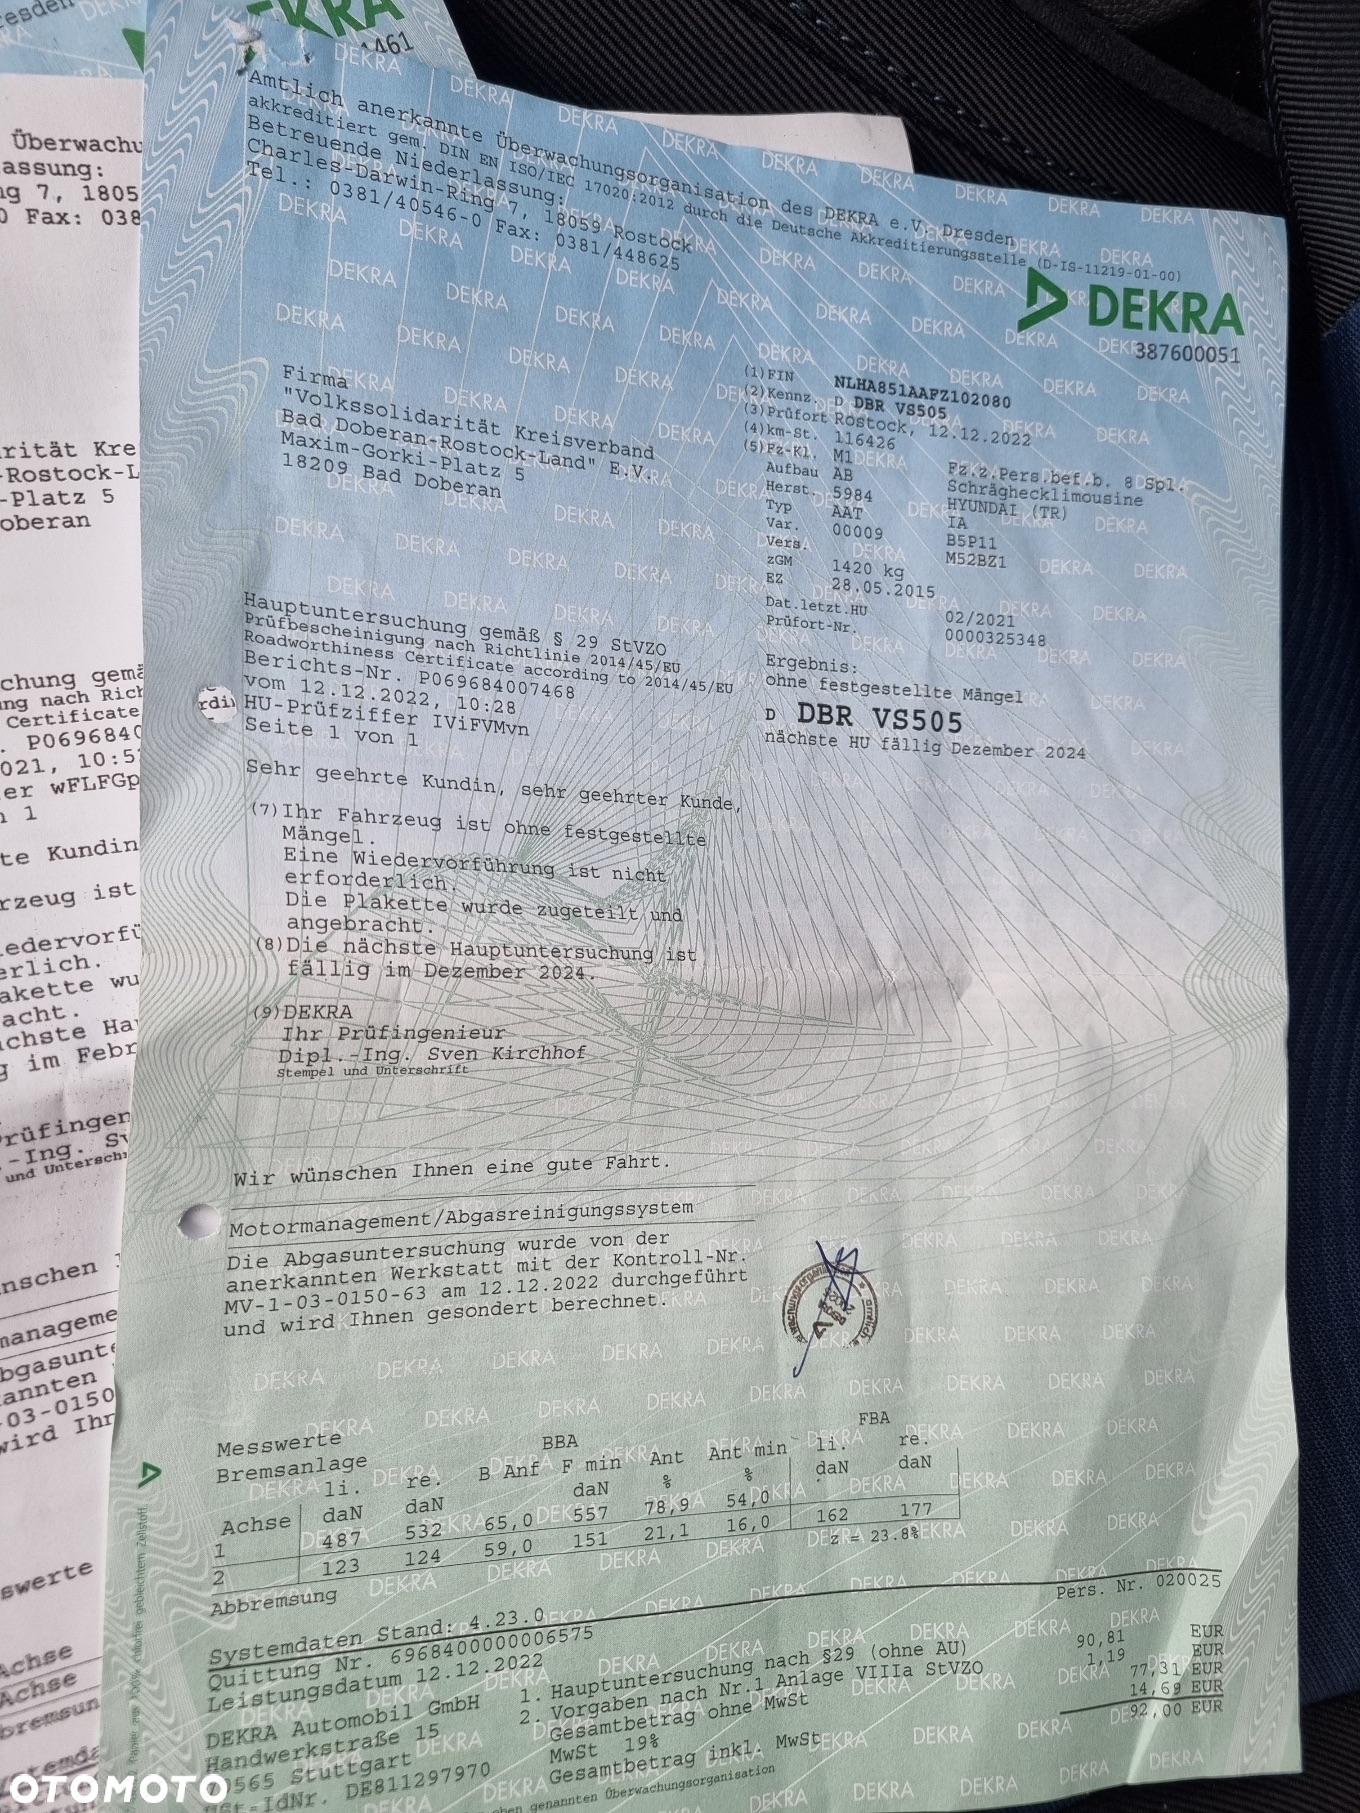 Amtlich anerkannte Überwachungsorganisation des DEKRA e.V. Dresden
akkreditiert gem. DIN EN ISO/IEC 17020:2012 durch die Deutsche Akkreditierungsstelle (D-IS-11219-01-00)
Betreuende Niederlassung:
Charles-Darwin-Ring 7, 18059 Rostock
Tel.: 0381/40546-0 Fax: 0381/448625
DEKRA
387600051
Firma
"Volkssolidarität Kreisverband
Bad Doberan-Rostock-Land" E.V.
Maxim-Gorki-Platz 5
18209 Bad Doberan
(1)FIN NLHA851AAFZ102080
(2)Kennz. D DBR VS505
(3)Prüfort Rostock, 12.12.2022
(4)km-St. 116426
(5)Fz-Kl. M1 Fz.z.Pers.bef.b. 8 Spl.
Aufbau AB Schräghecklimousine
Herst. 5984 HYUNDAI (TR)
Typ AAT IA
Var. 00009 B5P11
Vers. M52BZ1
zGM 1420 kg
EZ 28.05.2015
Dat.letzt.HU 02/2021
Prüfort-Nr. 0000325348
Hauptuntersuchung gemäß § 29 StVZO
Prüfbescheinigung nach Richtlinie 2014/45/EU
Roadworthiness Certificate according to 2014/45/EU
Berichts-Nr. P069684007468
vom 12.12.2022, 10:28
HU-Prüfziffer IViFVMvn
Seite 1 von 1
Ergebnis:
ohne festgestellte Mängel
D DBR VS505
nächste HU fällig Dezember 2024
Sehr geehrte Kundin, sehr geehrter Kunde,
(7)Ihr Fahrzeug ist ohne festgestellte
Mängel.
Eine Wiedervorführung ist nicht
erforderlich.
Die Plakette wurde zugeteilt und
angebracht.
(8)Die nächste Hauptuntersuchung ist
fällig im Dezember 2024.
(9)DEKRA
Ihr Prüfingenieur
Dipl.-Ing. Sven Kirchhof
Stempel und Unterschrift
Wir wünschen Ihnen eine gute Fahrt.
Motormanagement/Abgasreinigungssystem
Die Abgasuntersuchung wurde von der
anerkannten Werkstatt mit der Kontroll-Nr.
MV-1-03-0150-63 am 12.12.2022 durchgeführt
und wird Ihnen gesondert berechnet.
Messwerte BBA FBA
Bremsanlage li. re. B Anf F min Ant Ant min li. re.
daN daN daN % % daN daN
Achse
1 487 532 65,0 557 78,9 54,0
2 123 124 59,0 151 21,1 16,0 162 177
Abbremsung z = 23.8%
Systemdaten Stand: 4.23.0 Pers. Nr. 020025
Quittung Nr. 6968400000006575
Leistungsdatum 12.12.2022
DEKRA Automobil GmbH
Handwerkstraße 15
Stuttgart
DE811297970
1. Hauptuntersuchung nach §29 (ohne AU) 90,81 EUR
2. Vorgaben nach Nr.1 Anlage VIIIa StVZO 1,19 EUR
Gesamtbetrag ohne MwSt 77,31 EUR
MwSt 19% 14,69 EUR
Gesamtbetrag inkl. MwSt 92,00 EUR
genannten Überwachungsorganisation
OTOMOTO